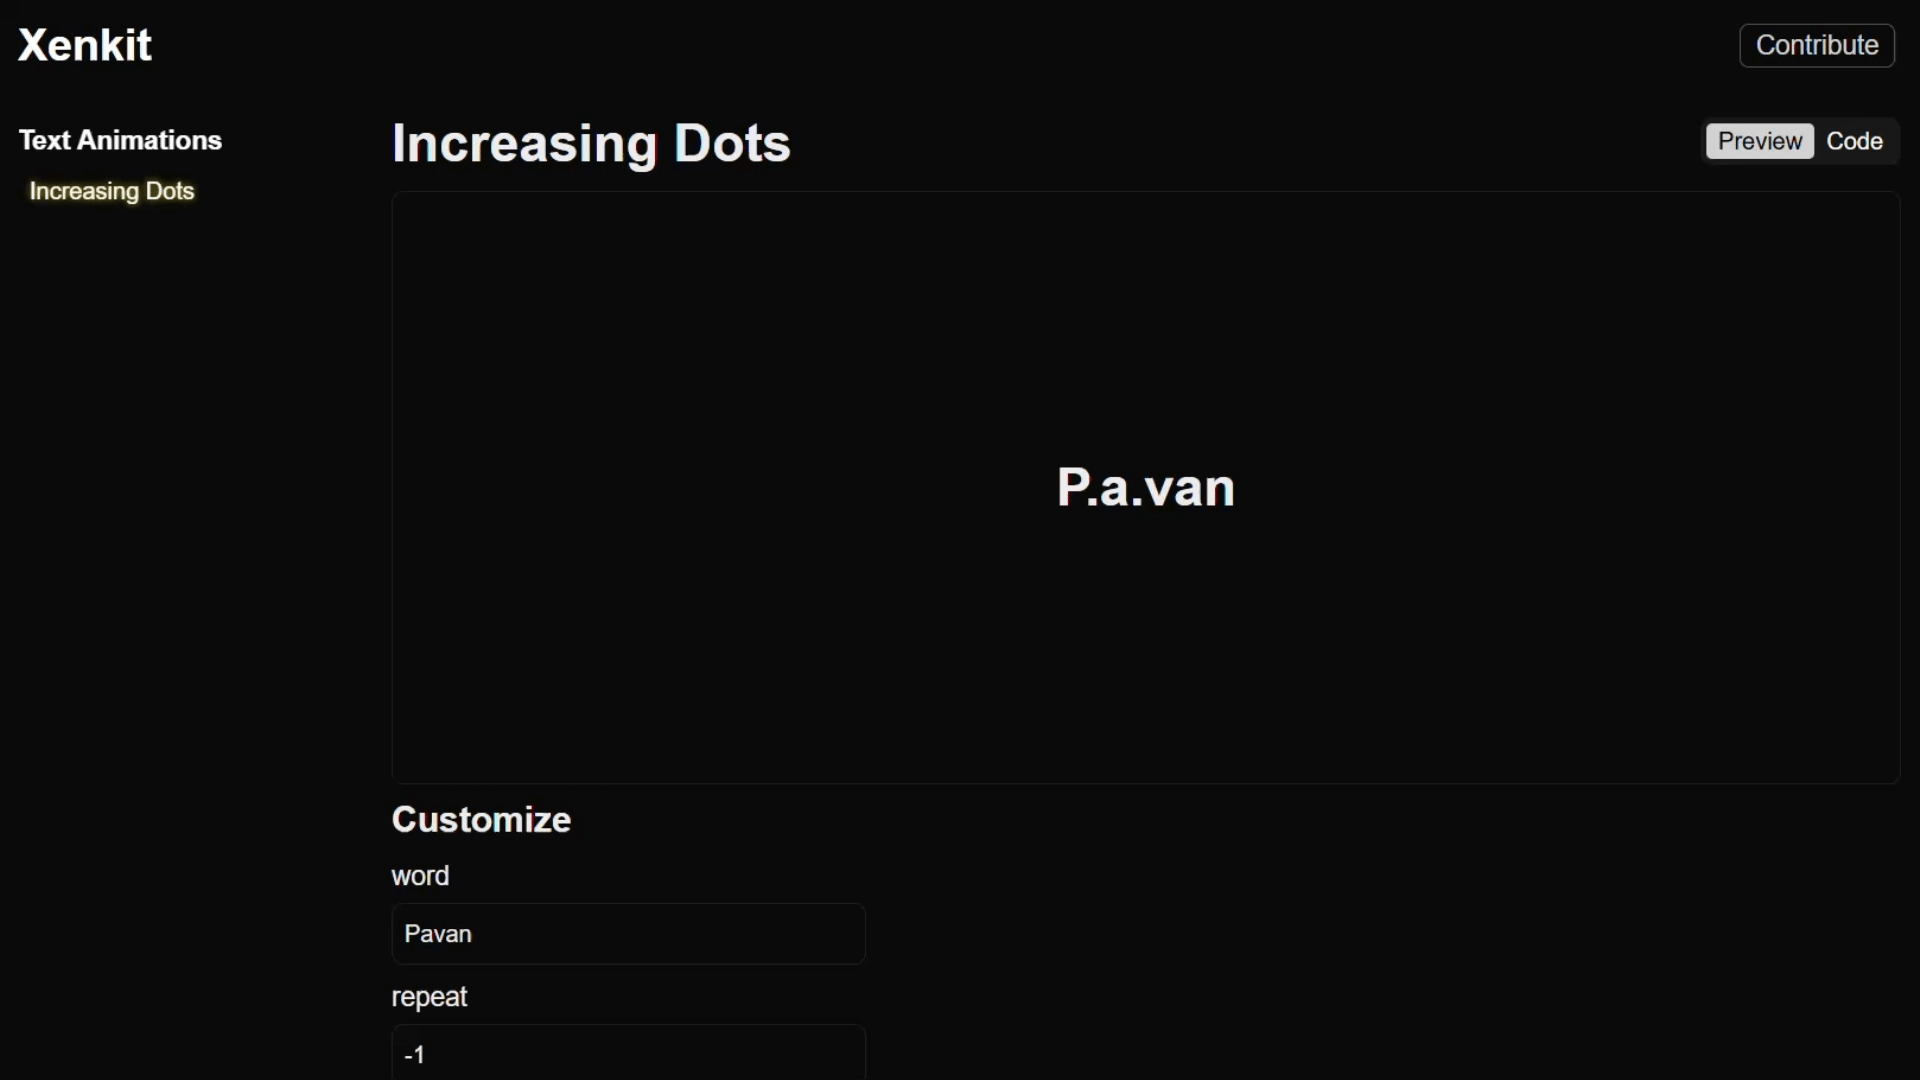 Xenkit
Contribute
Text Animations
Increasing Dots
Increasing Dots
Preview Code
P.a.van
Customize
word
Pavan
repeat
-1